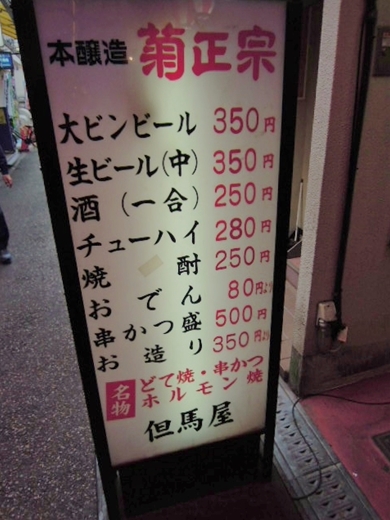 本醸造 菊正宗
大ビンビール 350円
生ビール(中) 350円
酒 (一合) 250円
チューハイ 280円
焼酎 250円
おでん 80円より
串かつ盛 500円
お造り 350円より
名物 どて焼・串かつ
ホルモン焼
但馬屋